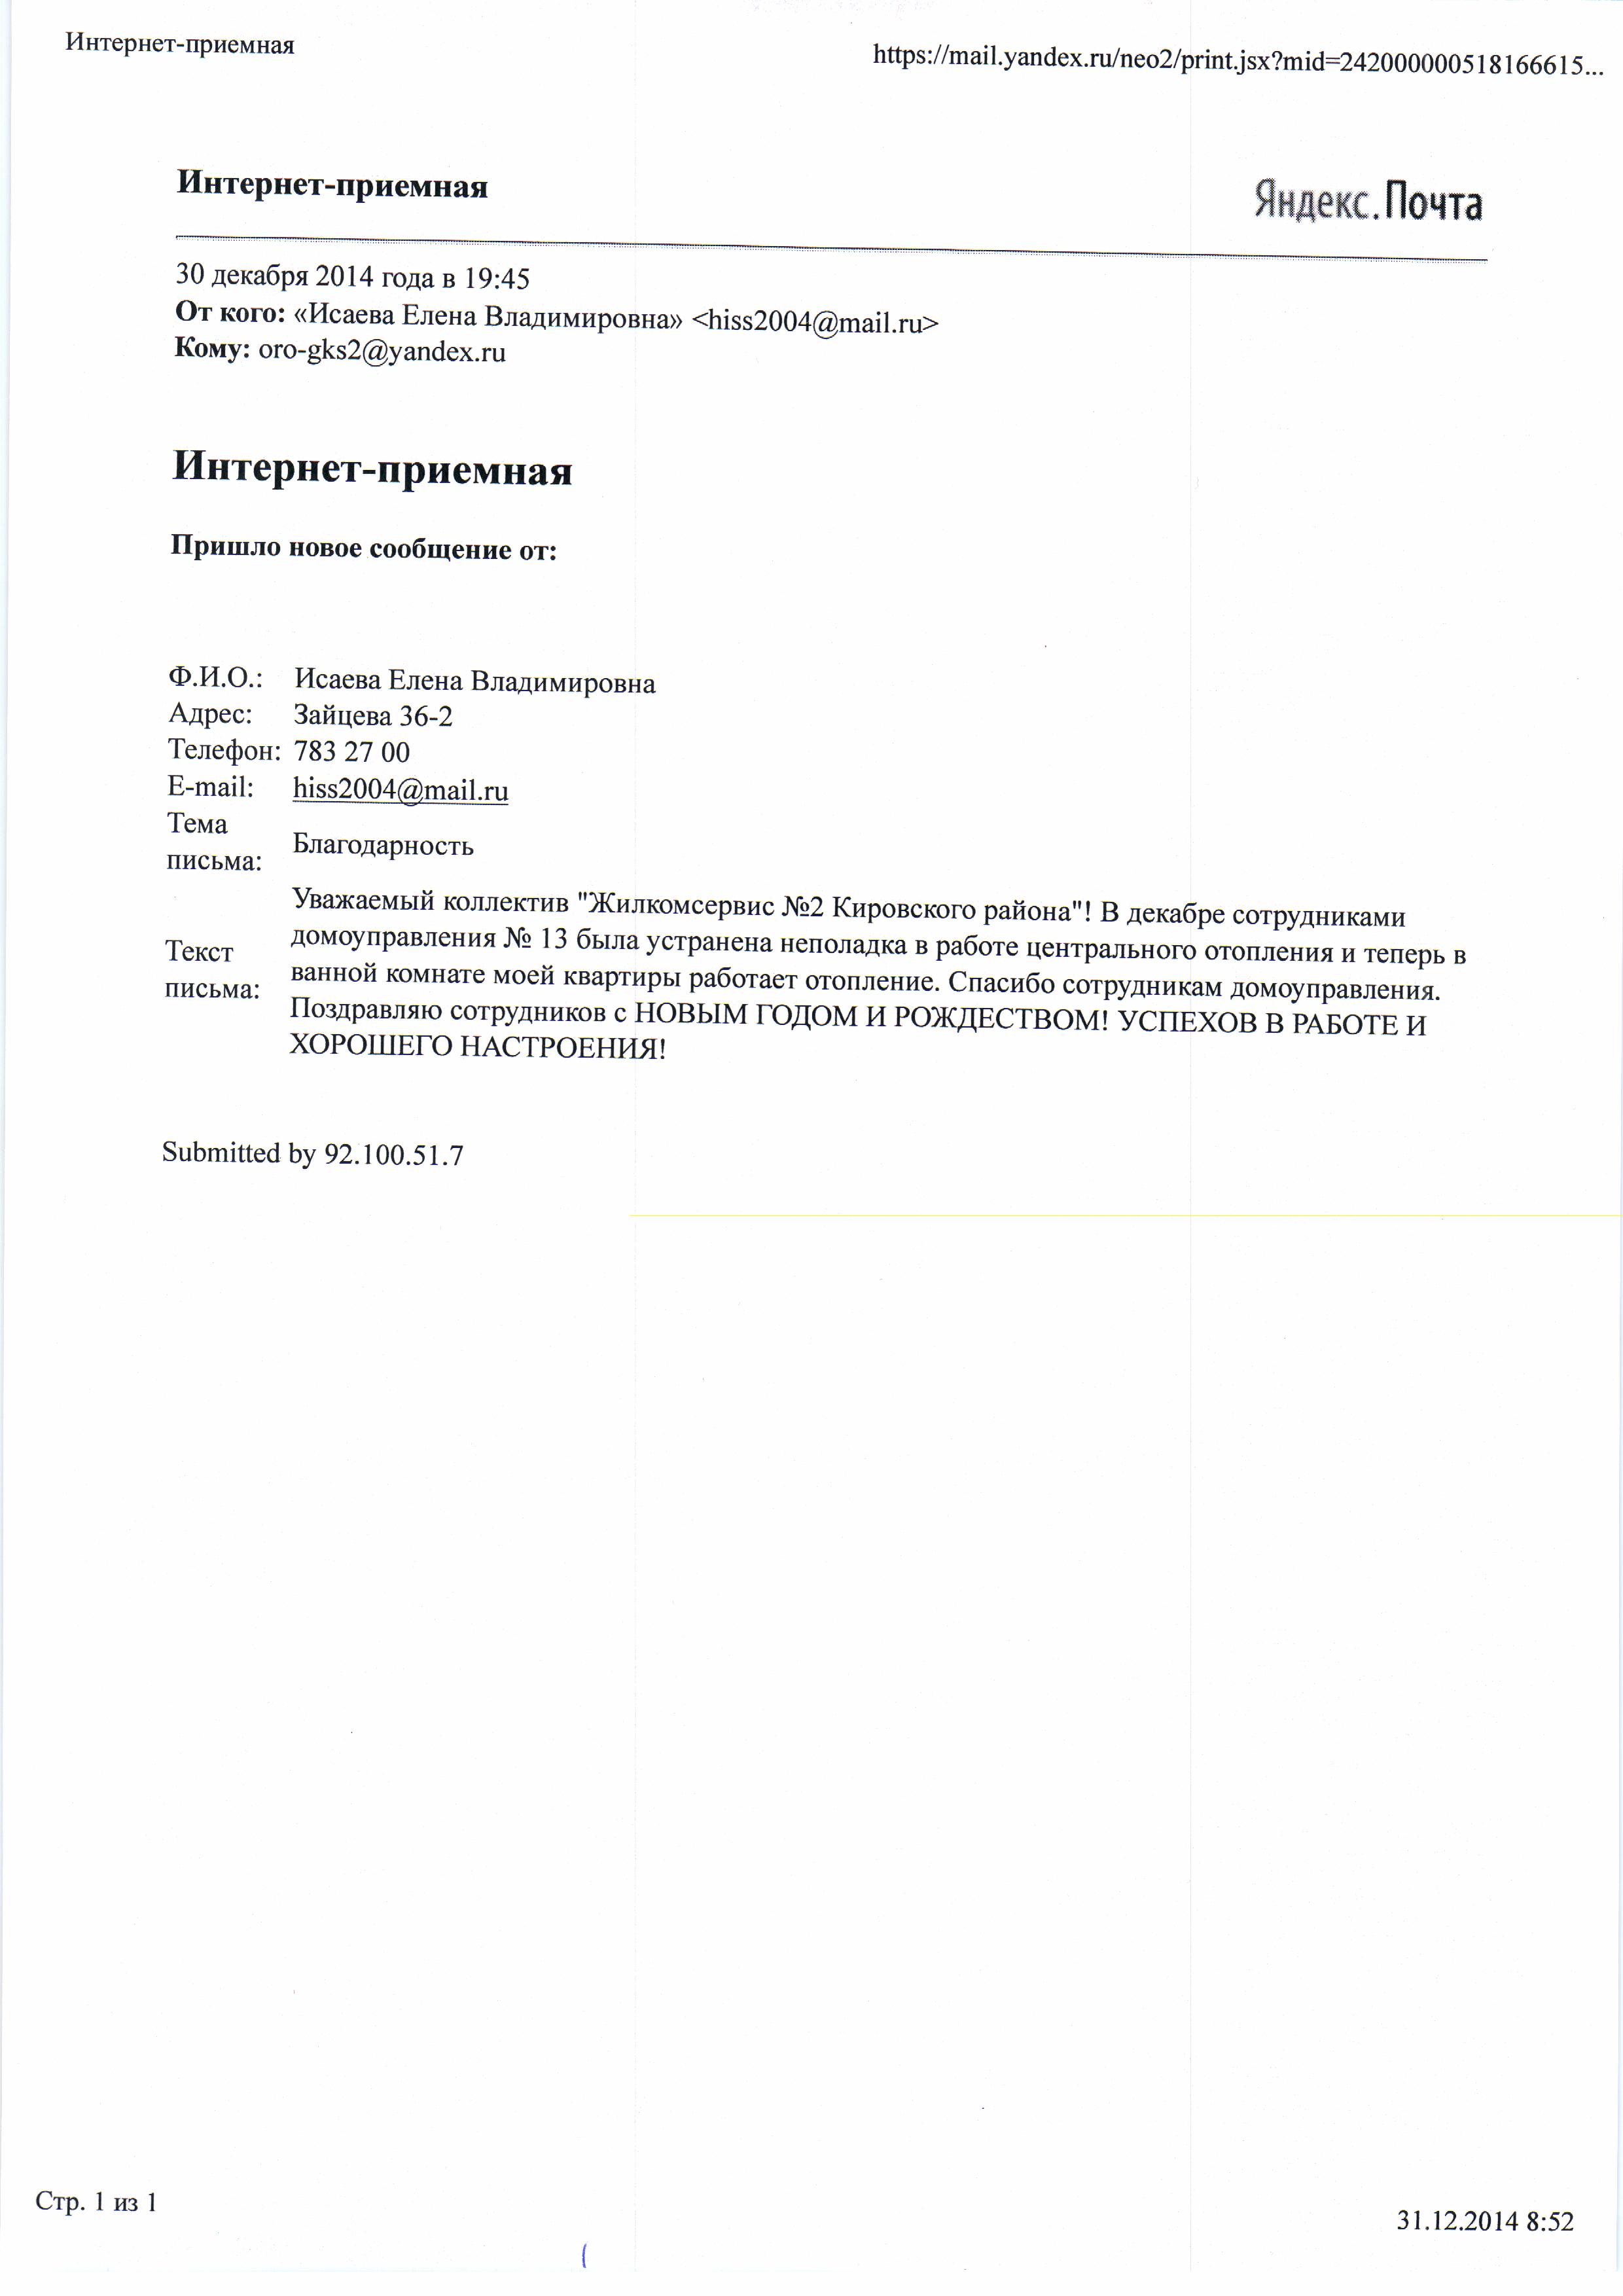 Интернет-приемная
https://mail.yandex.ru/neo2/print.jsx?mid=242000000518166615...
Интернет-приемная
Яндекс.Почта
30 декабря 2014 года в 19:45
От кого: «Исаева Елена Владимировна» <hiss2004@mail.ru>
Кому: oro-gks2@yandex.ru
Интернет-приемная
Пришло новое сообщение от:
Ф.И.О.: Исаева Елена Владимировна
Адрес: Зайцева 36-2
Телефон: 783 27 00
E-mail: hiss2004@mail.ru
Тема
письма:
Благодарность
Текст
письма:
Уважаемый коллектив "Жилкомсервис №2 Кировского района"! В декабре сотрудниками
домоуправления № 13 была устранена неполадка в работе центрального отопления и теперь в
ванной комнате моей квартиры работает отопление. Спасибо сотрудникам домоуправления.
Поздравляю сотрудников с НОВЫМ ГОДОМ И РОЖДЕСТВОМ! УСПЕХОВ В РАБОТЕ И
ХОРОШЕГО НАСТРОЕНИЯ!
Submitted by 92.100.51.7
Стр. 1 из 1
31.12.2014 8:52